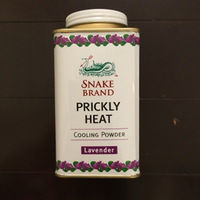 SNAKE
BRAND
PRICKLY
HEAT
COOLING POWDER
Lavender